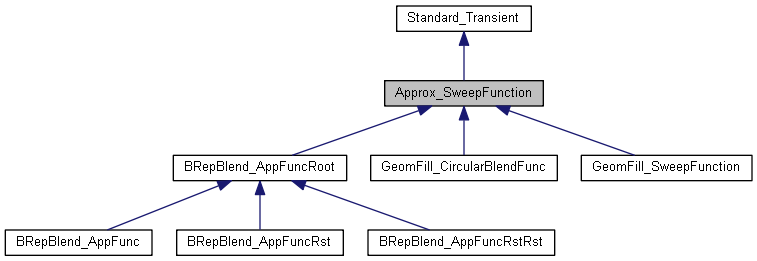 Standard_Transient
Approx_SweepFunction
BRepBlend_AppFuncRoot
GeomFill_CircularBlendFunc
GeomFill_SweepFunction
BRepBlend_AppFunc
BRepBlend_AppFuncRst
BRepBlend_AppFuncRstRst